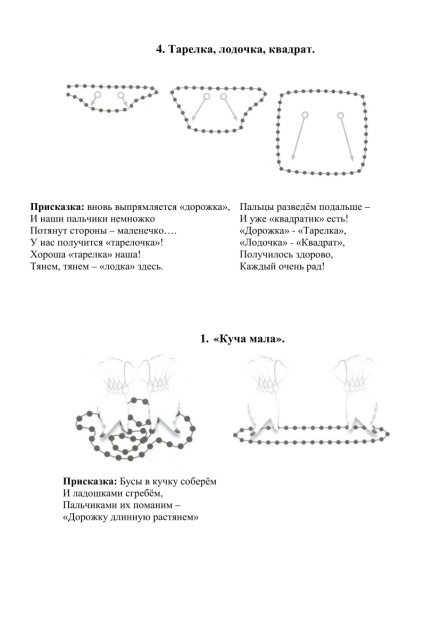 4. Тарелка, лодочка, квадрат.
Присказка: вновь выпрямляется «дорожка»,
И наши пальчики немножко
Потянут стороны – маленечко….
У нас получится «тарелочка»!
Хороша «тарелка» наша!
Тянем, тянем – «лодка» здесь.
Пальцы разведём подальше –
И уже «квадратик» есть!
«Дорожка» - «Тарелка»,
«Лодочка» - «Квадрат»,
Получилось здорово,
Каждый очень рад!
1. «Куча мала».
Присказка: Бусы в кучку соберём
И ладошками сгребём,
Пальчиками их поманим –
«Дорожку длинную растянем»